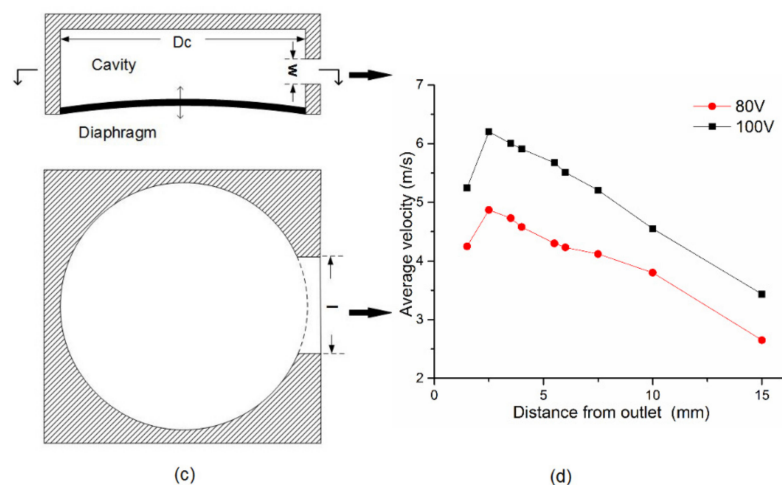 Dc
Cavity
w
Diaphragm
l
(c)
7
6
5
4
3
2
0
5
10
15
Average velocity (m/s)
Distance from outlet (mm)
80V
100V
(d)